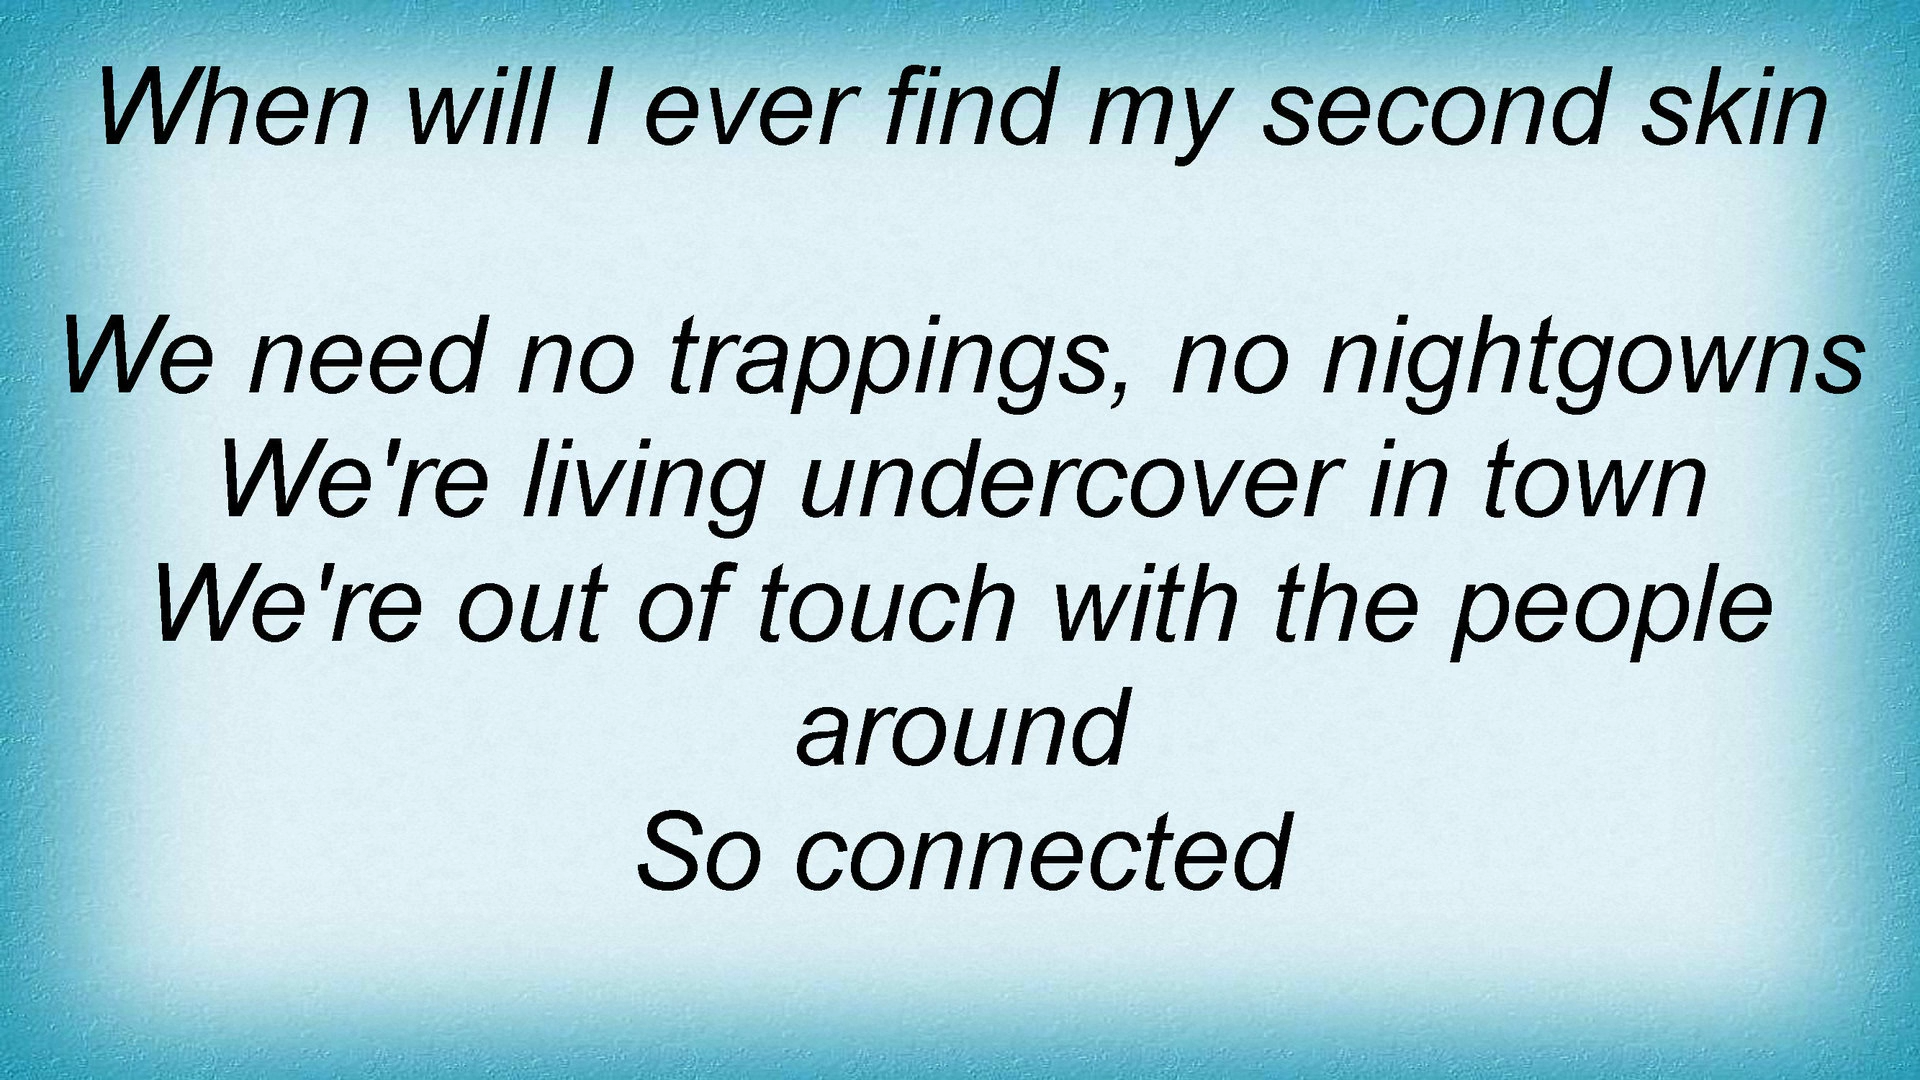 When will I ever find my second skin
We need no trappings, no nightgowns
We're living undercover in town
We're out of touch with the people
around
So connected